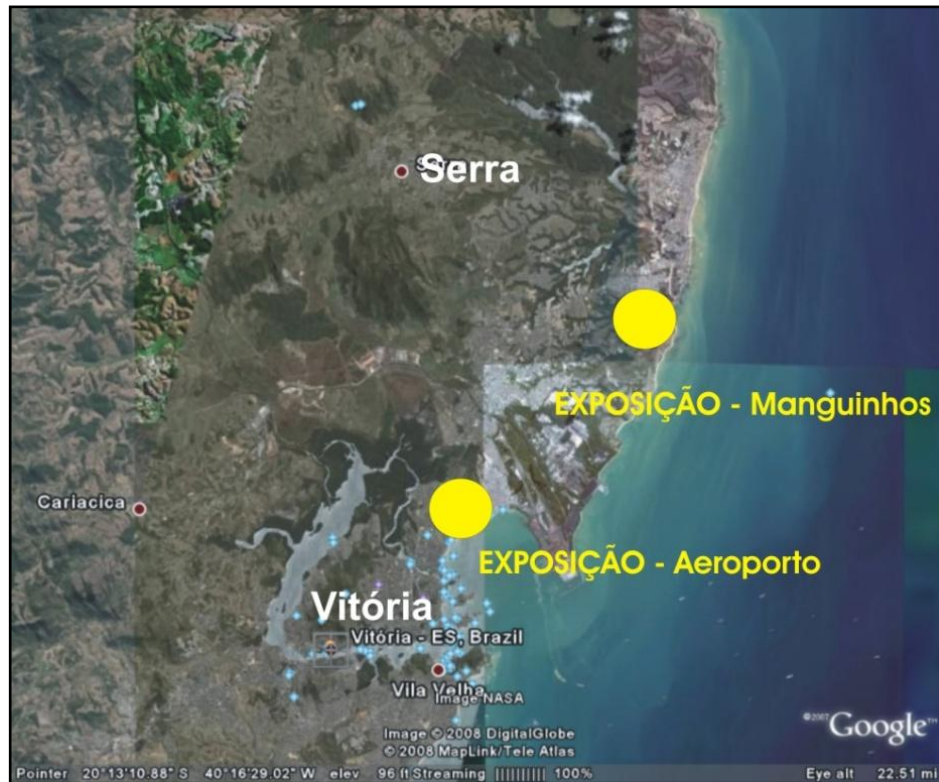 Serra
EXPOSIÇÃO - Manguinhos
Cariacica
EXPOSIÇÃO - Aeroporto
Vitória
Vitória - ES, Brazil
Vila Velha
Image NASA
Image © 2008 DigitalGlobe
© 2008 MapLink/Tele Atlas
©2007 Google™
Pointer 20°13'10.88" S 40°16'29.02" W elev 96 ft Streaming |||||||||| 100% Eye alt 22.51 mi